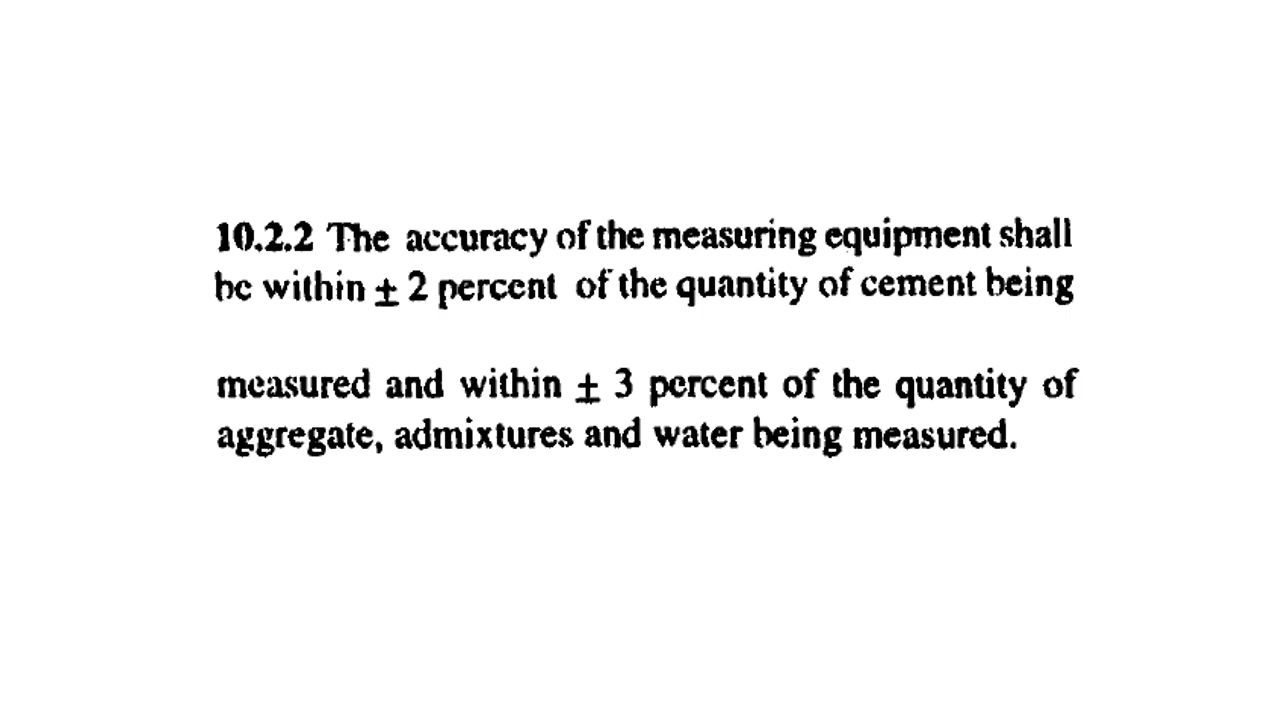 10.2.2 The accuracy of the measuring equipment shall
be within ± 2 percent of the quantity of cement being
measured and within ± 3 percent of the quantity of
aggregate, admixtures and water being measured.